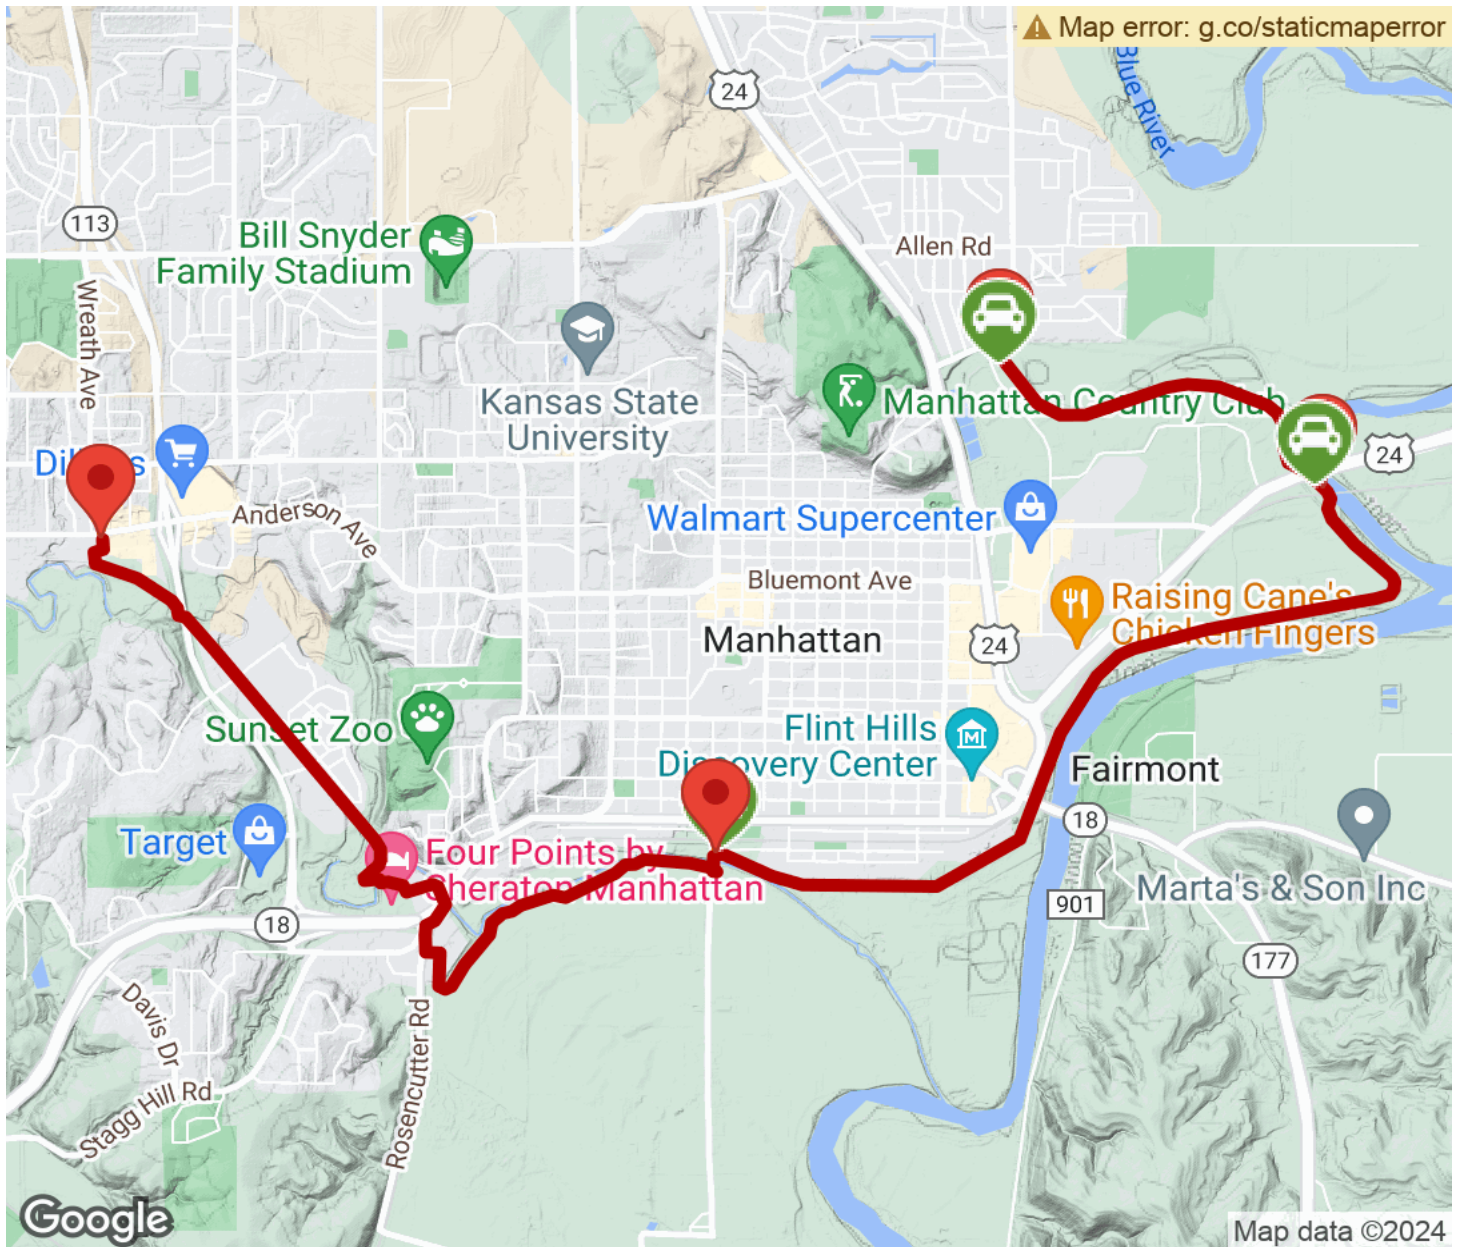 Map error: g.co/staticmaperror
24
Blue River
113
Bill Snyder
Family Stadium
Allen Rd
Wreath Ave
Kansas State
University
Manhattan Country Club
24
Anderson Ave
Walmart Supercenter
Bluemont Ave
Raising Cane's
Chicken Fingers
Manhattan
24
Sunset Zoo
Flint Hills
Discovery Center
Fairmont
18
Target
Four Points by
Sheraton Manhattan
Marta's & Son Inc
901
18
177
Davis Dr
Rosencutter Rd
Stagg Hill Rd
Google
Map data ©2024